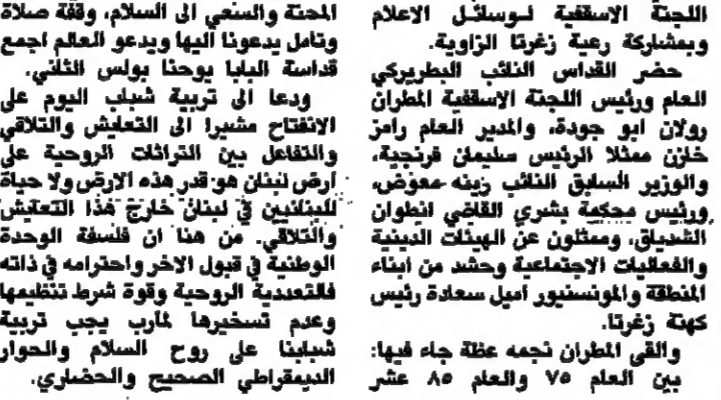 اللجنة الاسقفية لوسائل الاعلام
وبمشاركة رعية زغرتا الزاوية.
حضر القداس النائب البطريركي
العام ورئيس اللجنة الاسقفية المطران
رولان ابو جودة، والمدير العام رامز
خازن ممثلا الرئيس سليمان فرنجية،
والوزير السابق النائب رينه معوض،
ورئيس محكمة بشري القاضي انطوان
الشدياق، وممثلون عن الهيئات الدينية
والفعاليات الاجتماعية وحشد من ابناء
المنطقة والمونسنيور اميل سعادة رئيس
كهنة زغرتا.
والقى المطران نجمه عظة جاء فيها:
بين العام ٧٥ والعام ٨٥ عشر
المحنة والسعي الى السلام، وقفة صلاة
وتامل يدعونا اليها ويدعو العالم اجمع
قداسة البابا يوحنا بولس الثاني.
ودعا الى تربية شباب اليوم على
الانفتاح مشيرا الى التعايش والتلاقي
والتفاعل بين التراثات الروحية على
ارض لبنان هو قدر هذه الارض ولا حياة
للبنانيين في لبنان خارج هذا التعايش
والتلاقي. من هنا ان فلسفة الوحدة
الوطنية في قبول الاخر واحترامه في ذاته
فالتعددية الروحية وقوة شرط تنظيمها
وعدم تسخيرها لمارب يجب تربية
شبابنا على روح السلام والحوار
الديمقراطي الصحيح والحضاري.